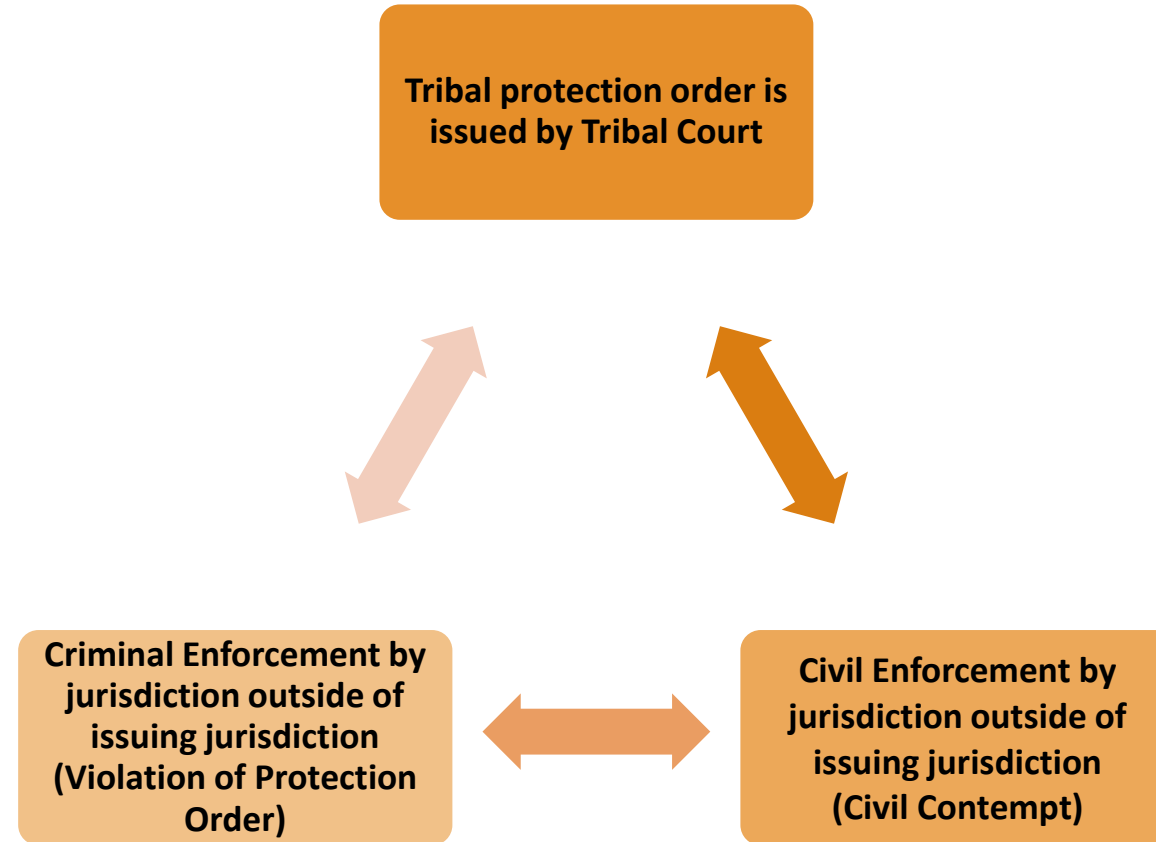 Tribal protection order is
issued by Tribal Court
Criminal Enforcement by
jurisdiction outside of
issuing jurisdiction
(Violation of Protection
Order)
Civil Enforcement by
jurisdiction outside of
issuing jurisdiction
(Civil Contempt)